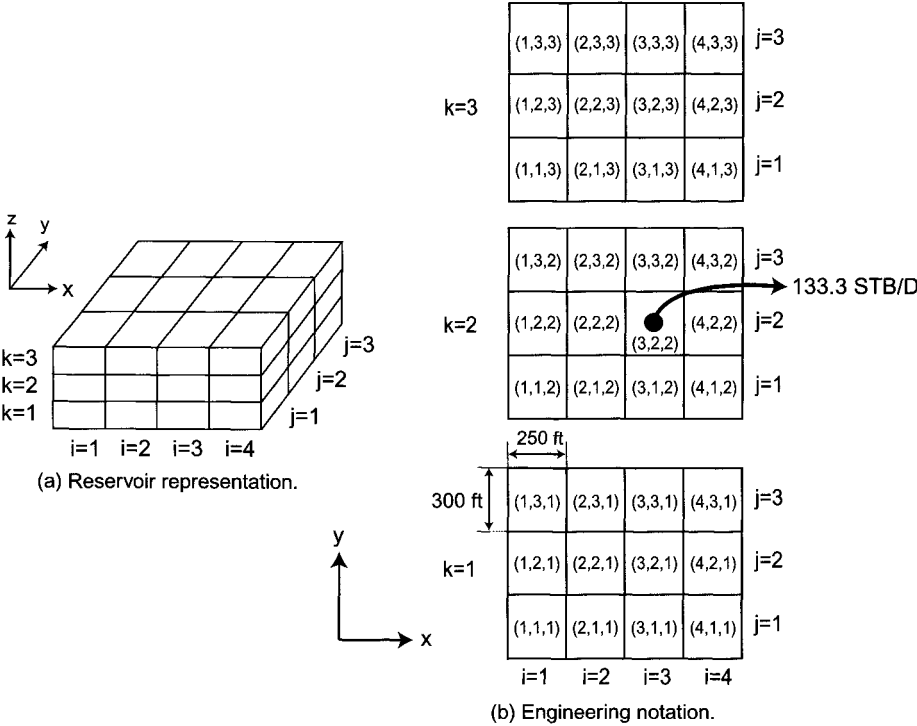 z
y
x
k=3
k=2
k=1
j=3
j=2
j=1
i=1 i=2 i=3 i=4
(a) Reservoir representation.
k=3
(1,3,3) (2,3,3) (3,3,3) (4,3,3) j=3
(1,2,3) (2,2,3) (3,2,3) (4,2,3) j=2
(1,1,3) (2,1,3) (3,1,3) (4,1,3) j=1
k=2
(1,3,2) (2,3,2) (3,3,2) (4,3,2) j=3
133.3 STB/D
(1,2,2) (2,2,2) (3,2,2) (4,2,2) j=2
(1,1,2) (2,1,2) (3,1,2) (4,1,2) j=1
250 ft
300 ft
k=1
(1,3,1) (2,3,1) (3,3,1) (4,3,1) j=3
(1,2,1) (2,2,1) (3,2,1) (4,2,1) j=2
(1,1,1) (2,1,1) (3,1,1) (4,1,1) j=1
i=1 i=2 i=3 i=4
y
x
(b) Engineering notation.